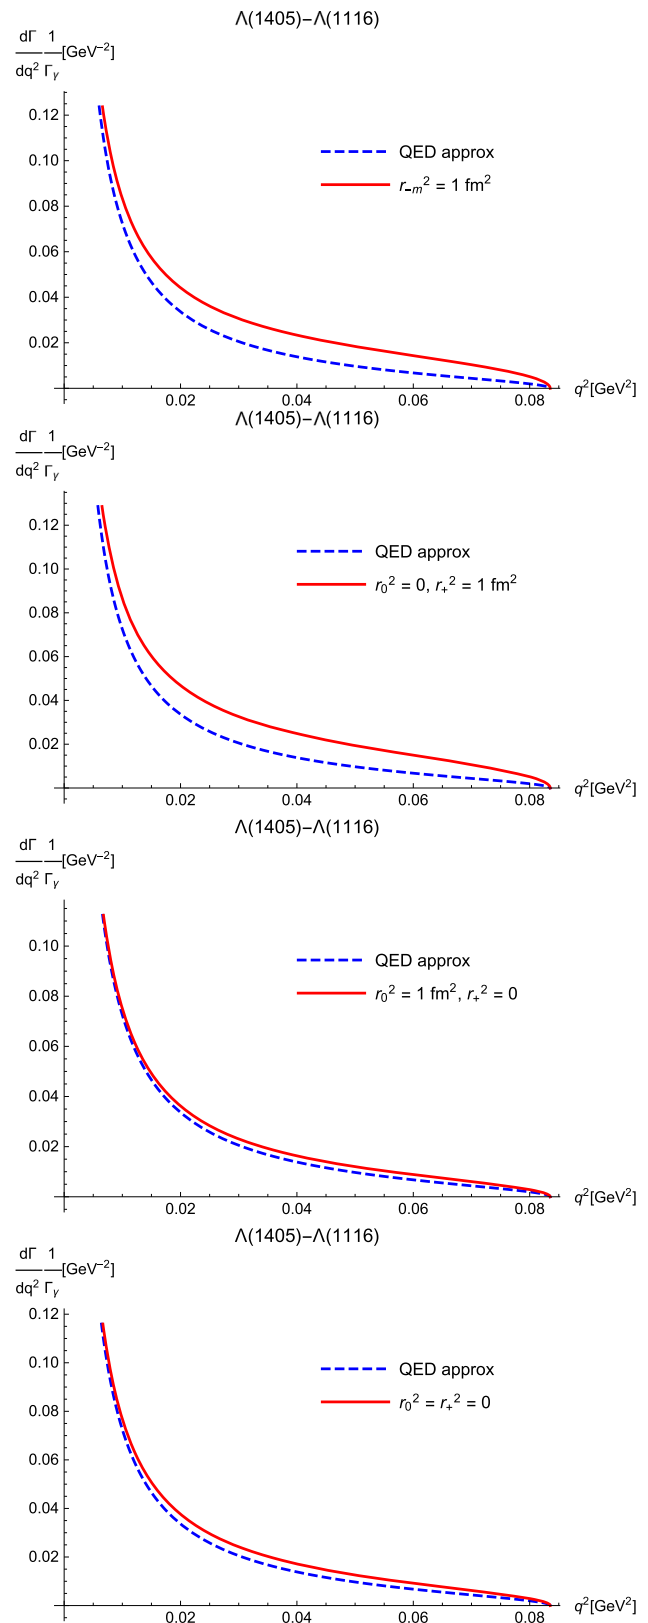 Λ(1405)–Λ(1116)
dΓ 1
dq² Γγ [GeV⁻²]
0.12
0.10
0.08
0.06
0.04
0.02
QED approx
r₋ₘ² = 1 fm²
0.02 0.04 0.06 0.08 q²[GeV²]
Λ(1405)–Λ(1116)
dΓ 1
dq² Γγ [GeV⁻²]
0.12
0.10
0.08
0.06
0.04
0.02
QED approx
r₀² = 0, r₊² = 1 fm²
0.02 0.04 0.06 0.08 q²[GeV²]
Λ(1405)–Λ(1116)
dΓ 1
dq² Γγ [GeV⁻²]
0.10
0.08
0.06
0.04
0.02
QED approx
r₀² = 1 fm², r₊² = 0
0.02 0.04 0.06 0.08 q²[GeV²]
Λ(1405)–Λ(1116)
dΓ 1
dq² Γγ [GeV⁻²]
0.12
0.10
0.08
0.06
0.04
0.02
QED approx
r₀² = r₊² = 0
0.02 0.04 0.06 0.08 q²[GeV²]